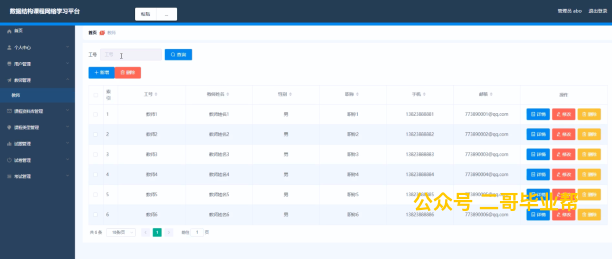 数据结构课程网络学习平台
粘贴 ...
管理员 abo 退出登录
首页
个人中心
用户管理
教师管理
教师
课程资料库管理
课程类型管理
试题管理
试卷管理
考试管理
首页 教师
工号 工号 查询
+ 新增 删除
索引 工号 教师姓名 性别 职称 手机 邮箱 操作
1 教师1 教师姓名1 男 职称1 13823888881 773890001@qq.com 详情 修改 删除
2 教师2 教师姓名2 男 职称2 13823888882 773890002@qq.com 详情 修改 删除
3 教师3 教师姓名3 男 职称3 13823888883 773890003@qq.com 详情 修改 删除
4 教师4 教师姓名4 男 职称4 13823888884 773890004@qq.com 详情 修改 删除
5 教师5 教师姓名5 男 职称5 13823888885 773890005@qq.com 详情 修改 删除
6 教师6 教师姓名6 男 职称6 13823888886 773890006@qq.com 详情 修改 删除
公众号 二哥毕业帮
共 6 条 10条/页 1 前往 1 页